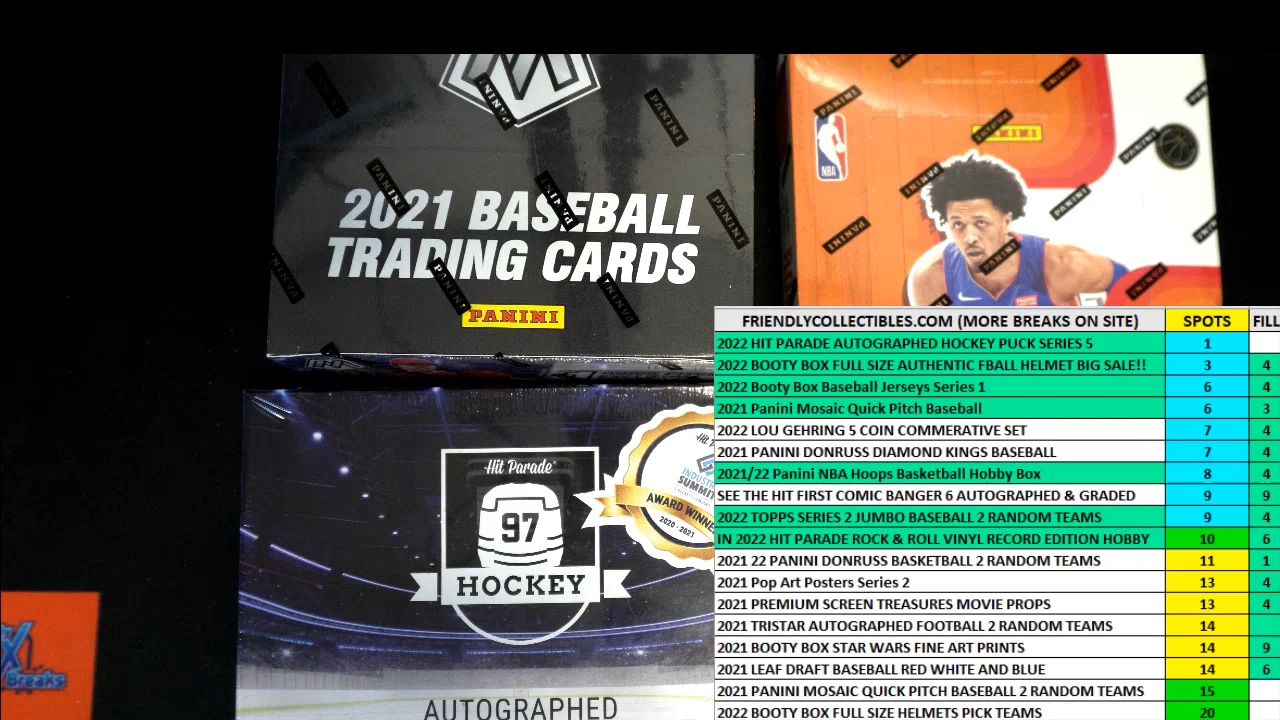 2021 BASEBALL
TRADING CARDS
PANINI
PANINI
NBA
Hit Parade
97
HOCKEY
AUTOGRAPHED
Hit P
INDUST
SUMMIT
AWARD WINNE
2020 - 2021
Breaks
FRIENDLYCOLLECTIBLES.COM (MORE BREAKS ON SITE) SPOTS FILL
2022 HIT PARADE AUTOGRAPHED HOCKEY PUCK SERIES 5 1
2022 BOOTY BOX FULL SIZE AUTHENTIC FBALL HELMET BIG SALE!! 3 4
2022 Booty Box Baseball Jerseys Series 1 6 4
2021 Panini Mosaic Quick Pitch Baseball 6 3
2022 LOU GEHRING 5 COIN COMMERATIVE SET 7 4
2021 PANINI DONRUSS DIAMOND KINGS BASEBALL 7 4
2021/22 Panini NBA Hoops Basketball Hobby Box 8 4
SEE THE HIT FIRST COMIC BANGER 6 AUTOGRAPHED & GRADED 9 9
2022 TOPPS SERIES 2 JUMBO BASEBALL 2 RANDOM TEAMS 9 4
IN 2022 HIT PARADE ROCK & ROLL VINYL RECORD EDITION HOBBY 10 6
2021 22 PANINI DONRUSS BASKETBALL 2 RANDOM TEAMS 11 1
2021 Pop Art Posters Series 2 13 4
2021 PREMIUM SCREEN TREASURES MOVIE PROPS 13 4
2021 TRISTAR AUTOGRAPHED FOOTBALL 2 RANDOM TEAMS 14
2021 BOOTY BOX STAR WARS FINE ART PRINTS 14 9
2021 LEAF DRAFT BASEBALL RED WHITE AND BLUE 14 6
2021 PANINI MOSAIC QUICK PITCH BASEBALL 2 RANDOM TEAMS 15
2022 BOOTY BOX FULL SIZE HELMETS PICK TEAMS 20